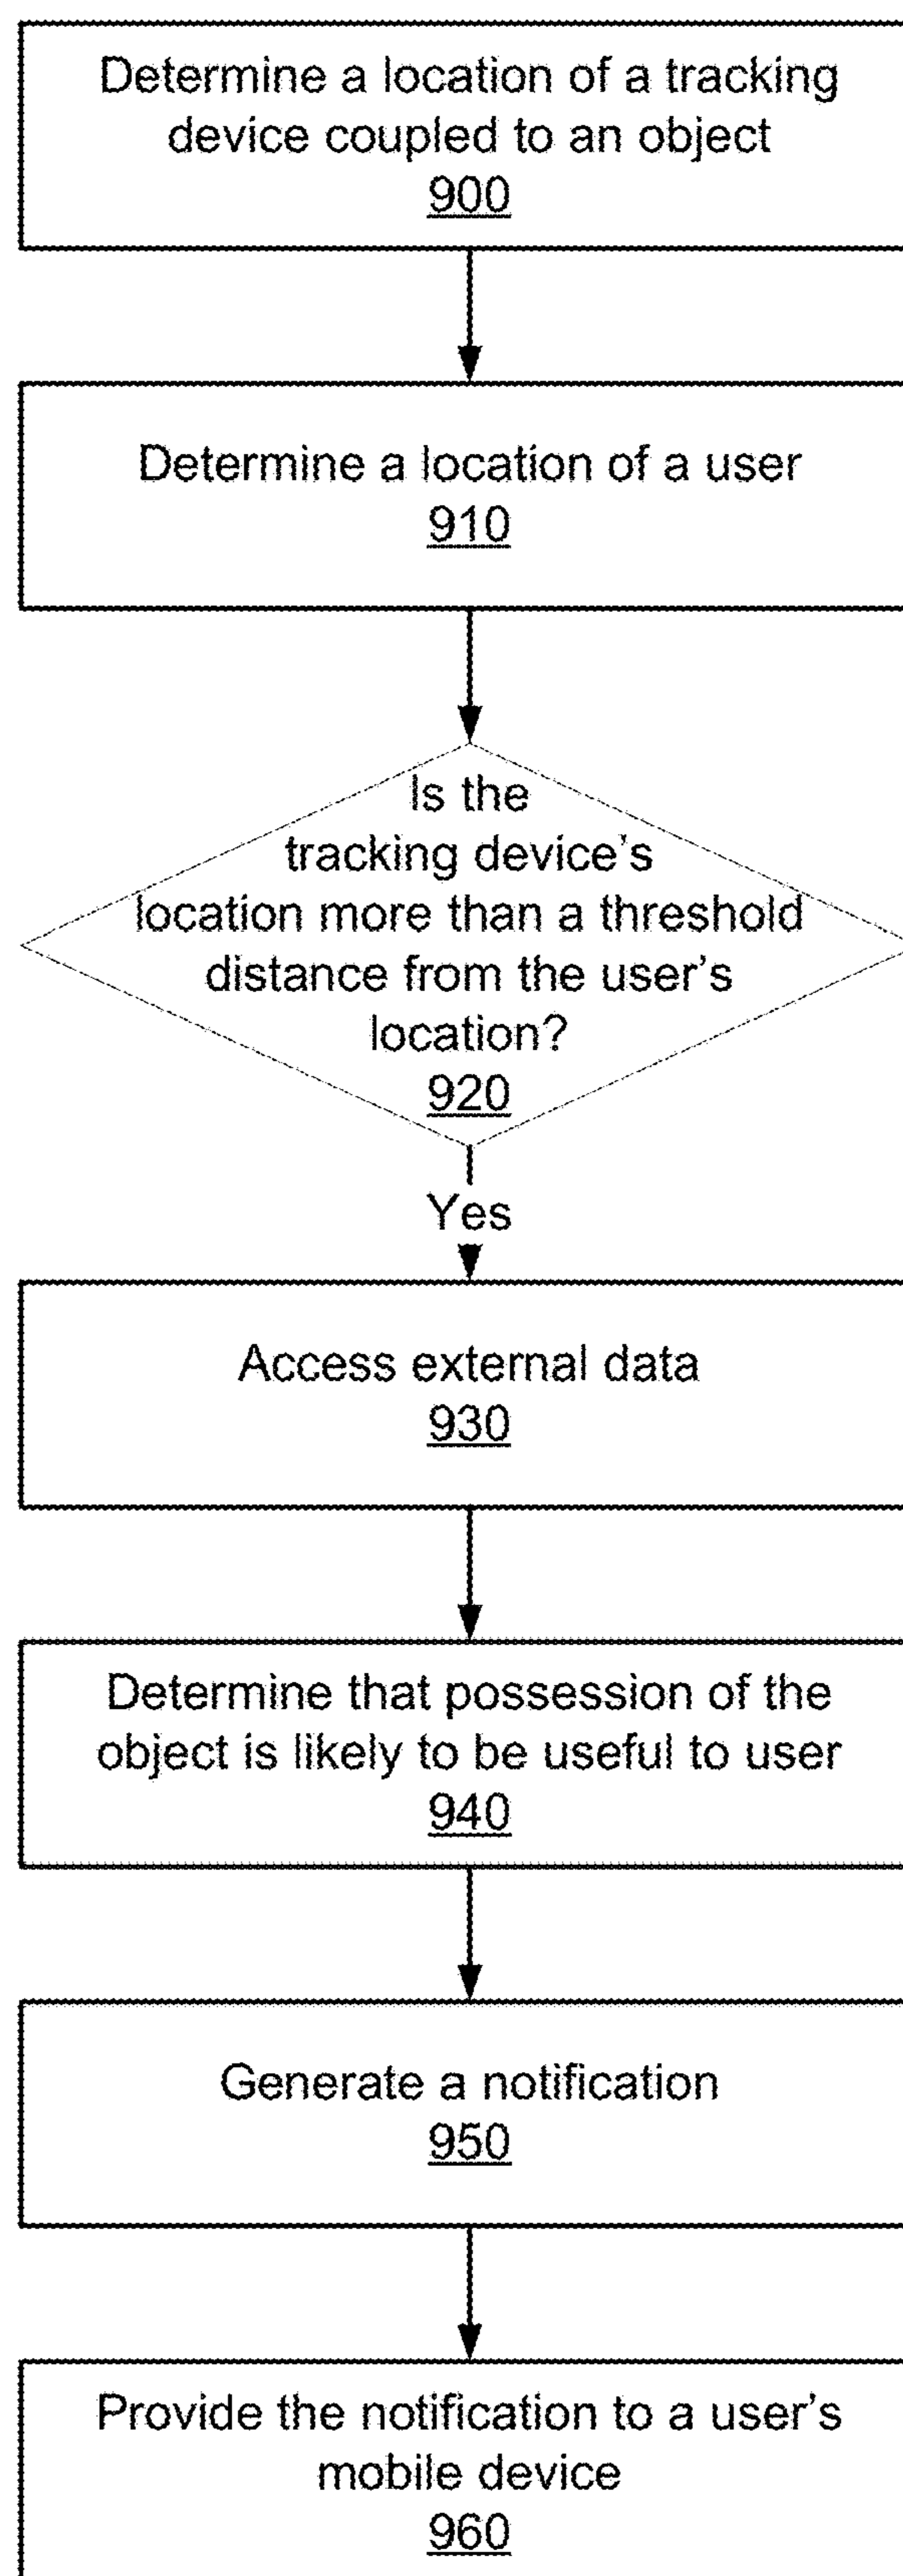 Determine a location of a tracking
device coupled to an object
900
Determine a location of a user
910
Is the
tracking device's
location more than a threshold
distance from the user's
location?
920
Yes
Access external data
930
Determine that possession of the
object is likely to be useful to user
940
Generate a notification
950
Provide the notification to a user's
mobile device
960